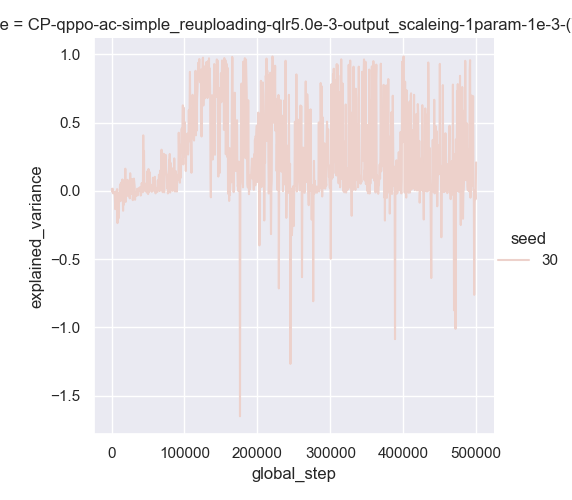 e = CP-qppo-ac-simple_reuploading-qlr5.0e-3-output_scaleing-1param-1e-3-(
1.0
0.5
0.0
−0.5
−1.0
−1.5
explained_variance
seed
30
0 100000 200000 300000 400000 500000
global_step